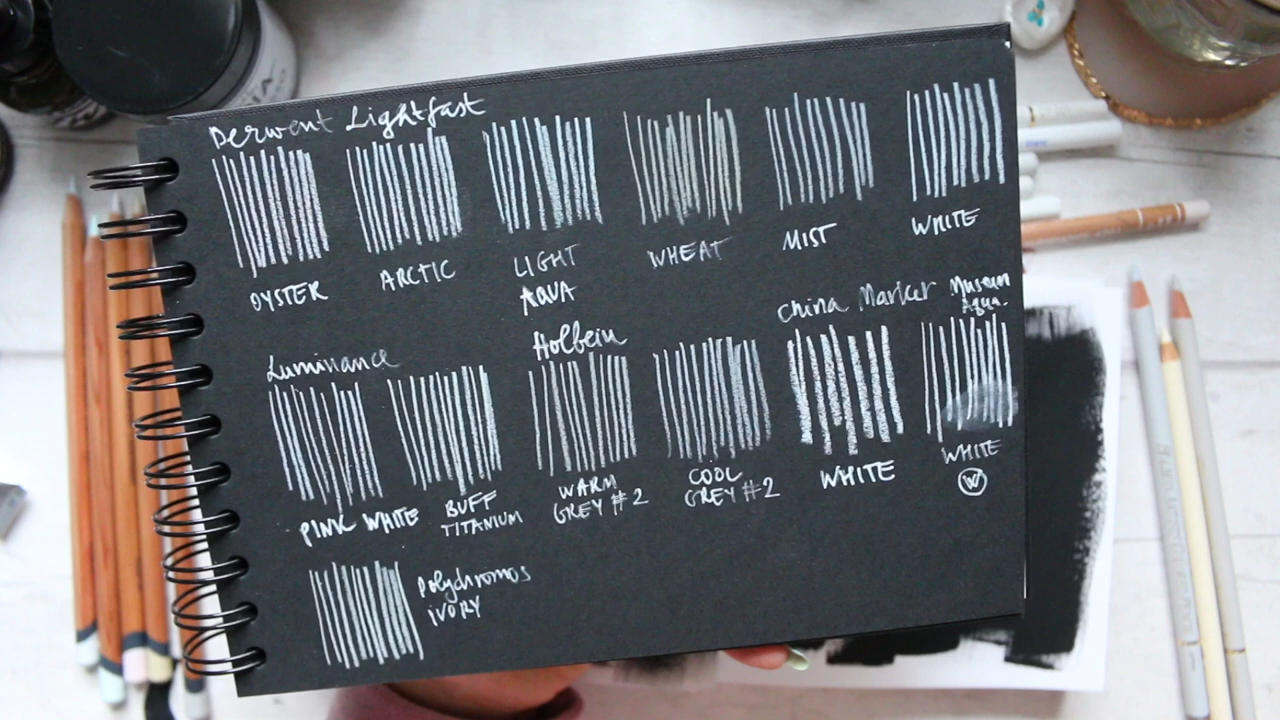 Derwent Lightfast
OYSTER
ARCTIC
LIGHT
AQUA
WHEAT
MIST
WHITE
Luminance
Holbein
China Marker
Museum
Aqua.
PINK WHITE
BUFF
TITANIUM
WARM
GREY #2
COOL
GREY #2
WHITE
WHITE
W
Polychromos
IVORY